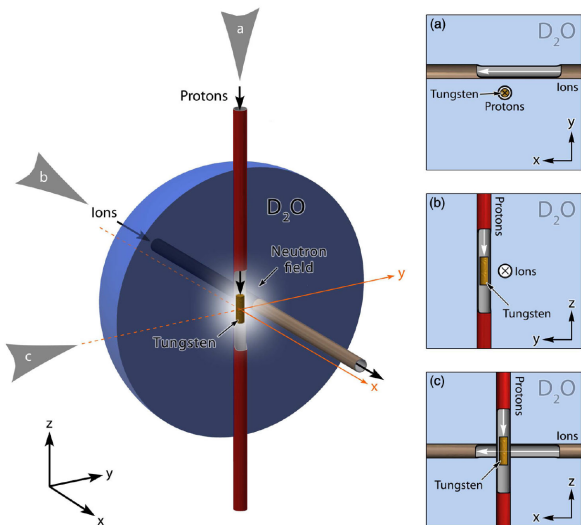 a
Protons
b
Ions
D2O
Neutron
field
y
Tungsten
c
x
z
y
x
(a)
D2O
Tungsten
Protons
Ions
y
x
(b)
Protons
D2O
Ions
Tungsten
z
y
(c)
Protons
D2O
Ions
Tungsten
z
x